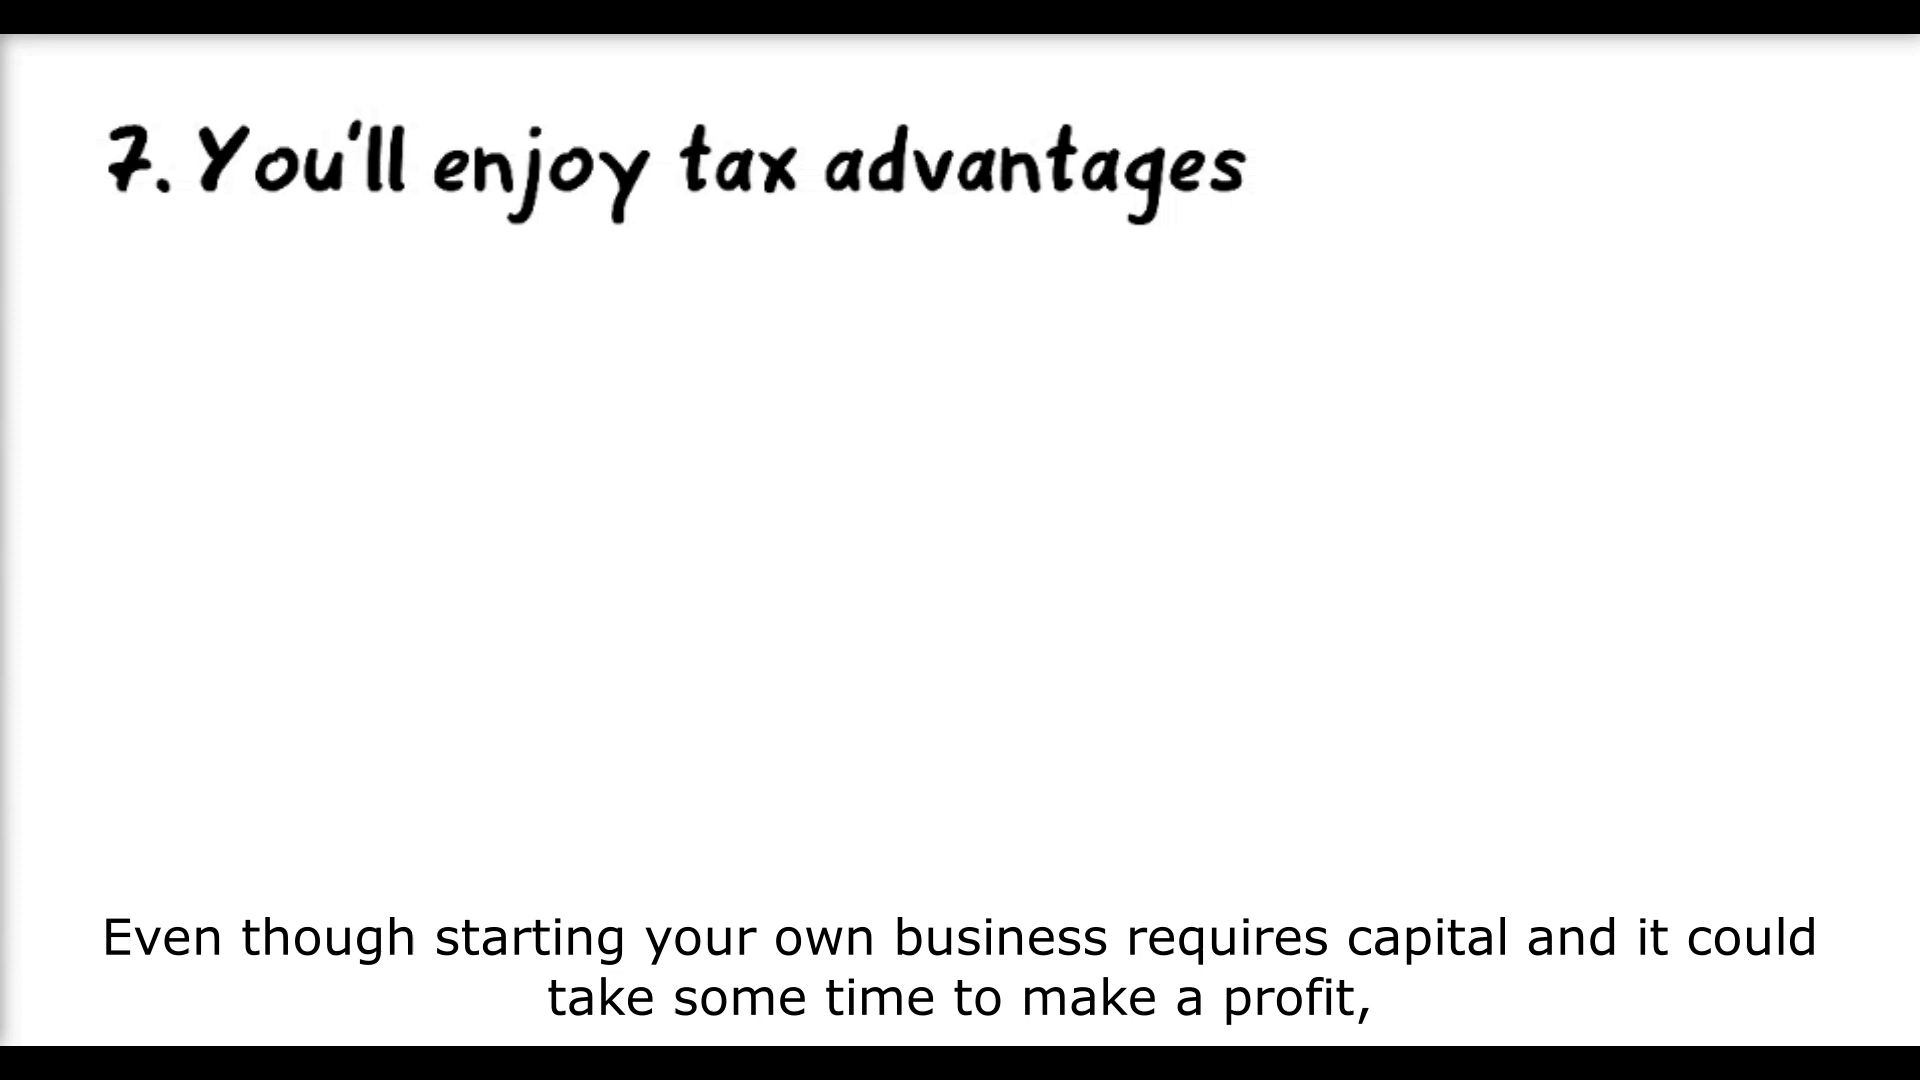 7. You'll enjoy tax advantages
Even though starting your own business requires capital and it could
take some time to make a profit,